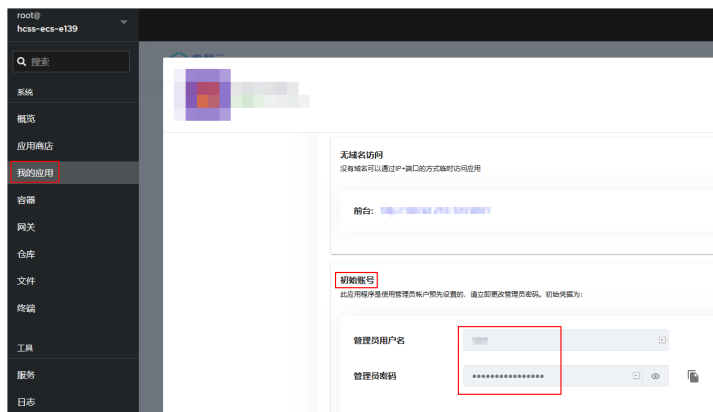 root@
hcss-ecs-e139
搜索
系统
概览
应用商店
我的应用
容器
网关
仓库
文件
终端
工具
服务
日志
无域名访问
没有域名可以通过IP+端口的方式临时访问应用
前台:
初始账号
此应用程序是使用管理员帐户预先设置的，请立即更改管理员密码。初始凭据为:
管理员用户名
管理员密码